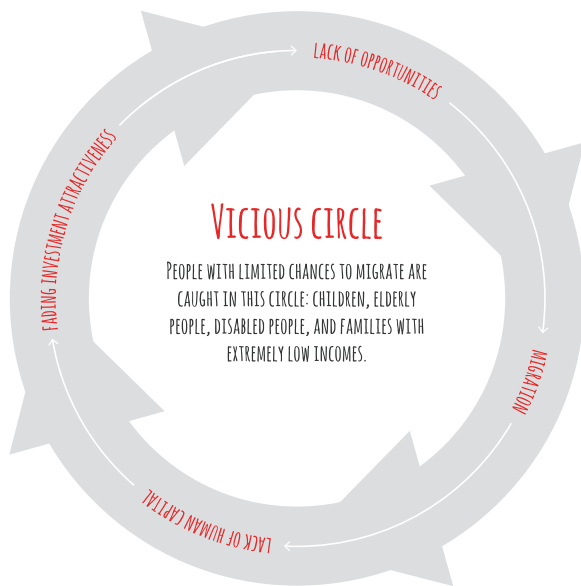 LACK OF OPPORTUNITIES
MIGRATION
LACK OF HUMAN CAPITAL
FADING INVESTMENT ATTRACTIVENESS
VICIOUS CIRCLE
PEOPLE WITH LIMITED CHANCES TO MIGRATE ARE
CAUGHT IN THIS CIRCLE: CHILDREN, ELDERLY
PEOPLE, DISABLED PEOPLE, AND FAMILIES WITH
EXTREMELY LOW INCOMES.